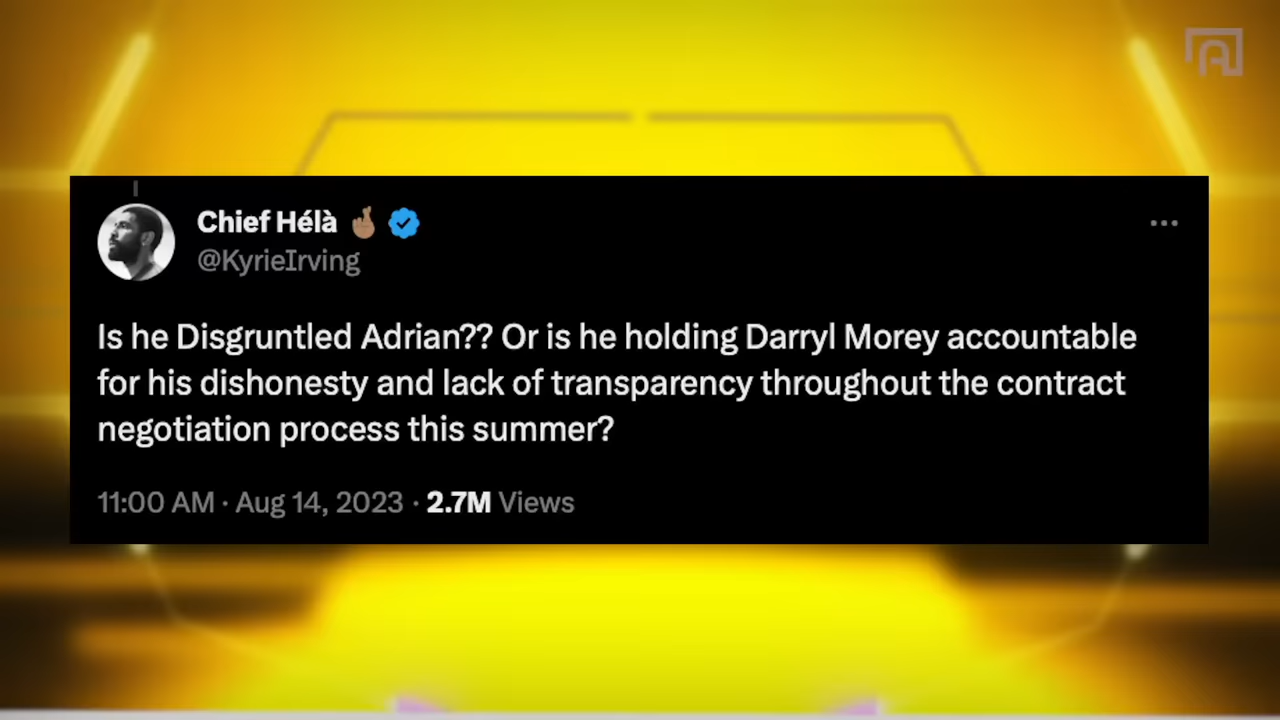 Chief Hélà 🤞🏽
@KyrieIrving
Is he Disgruntled Adrian?? Or is he holding Darryl Morey accountable
for his dishonesty and lack of transparency throughout the contract
negotiation process this summer?
11:00 AM · Aug 14, 2023 · 2.7M Views